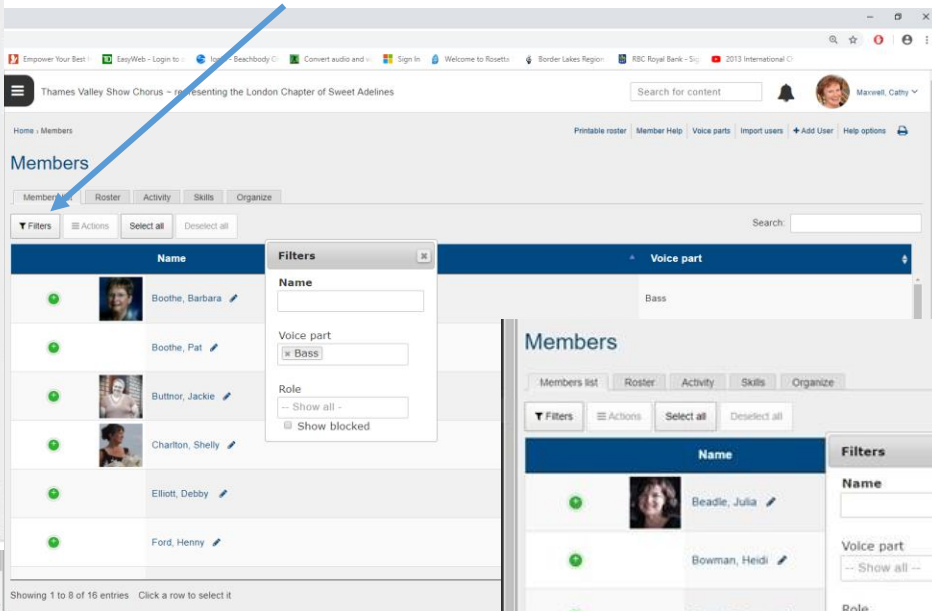 Empower Your Best
EasyWeb - Login to
- Beachbody
Convert audio and
Sign In
Welcome to Rosetta
Border Lakes Region
RBC Royal Bank - Sig
2013 International
Thames Valley Show Chorus ~ representing the London Chapter of Sweet Adelines
Search for content
Maxwell, Cathy
Home › Members
Printable roster Member Help Voice parts Import users + Add User Help options
Members
Roster Activity Skills Organize
Filters Actions Select all Deselect all
Search:
Name
Voice part
Boothe, Barbara
Bass
Boothe, Pat
Buttnor, Jackie
Charlton, Shelly
Elliott, Debby
Ford, Henny
Showing 1 to 8 of 16 entries Click a row to select it
Filters
Name
Voice part
× Bass
Role
-- Show all -
Show blocked
Members
Members list Roster Activity Skills Organize
Filters Actions Select all Deselect all
Name
Beadle, Julia
Bowman, Heidi
Filters
Name
Voice part
-- Show all --
Role